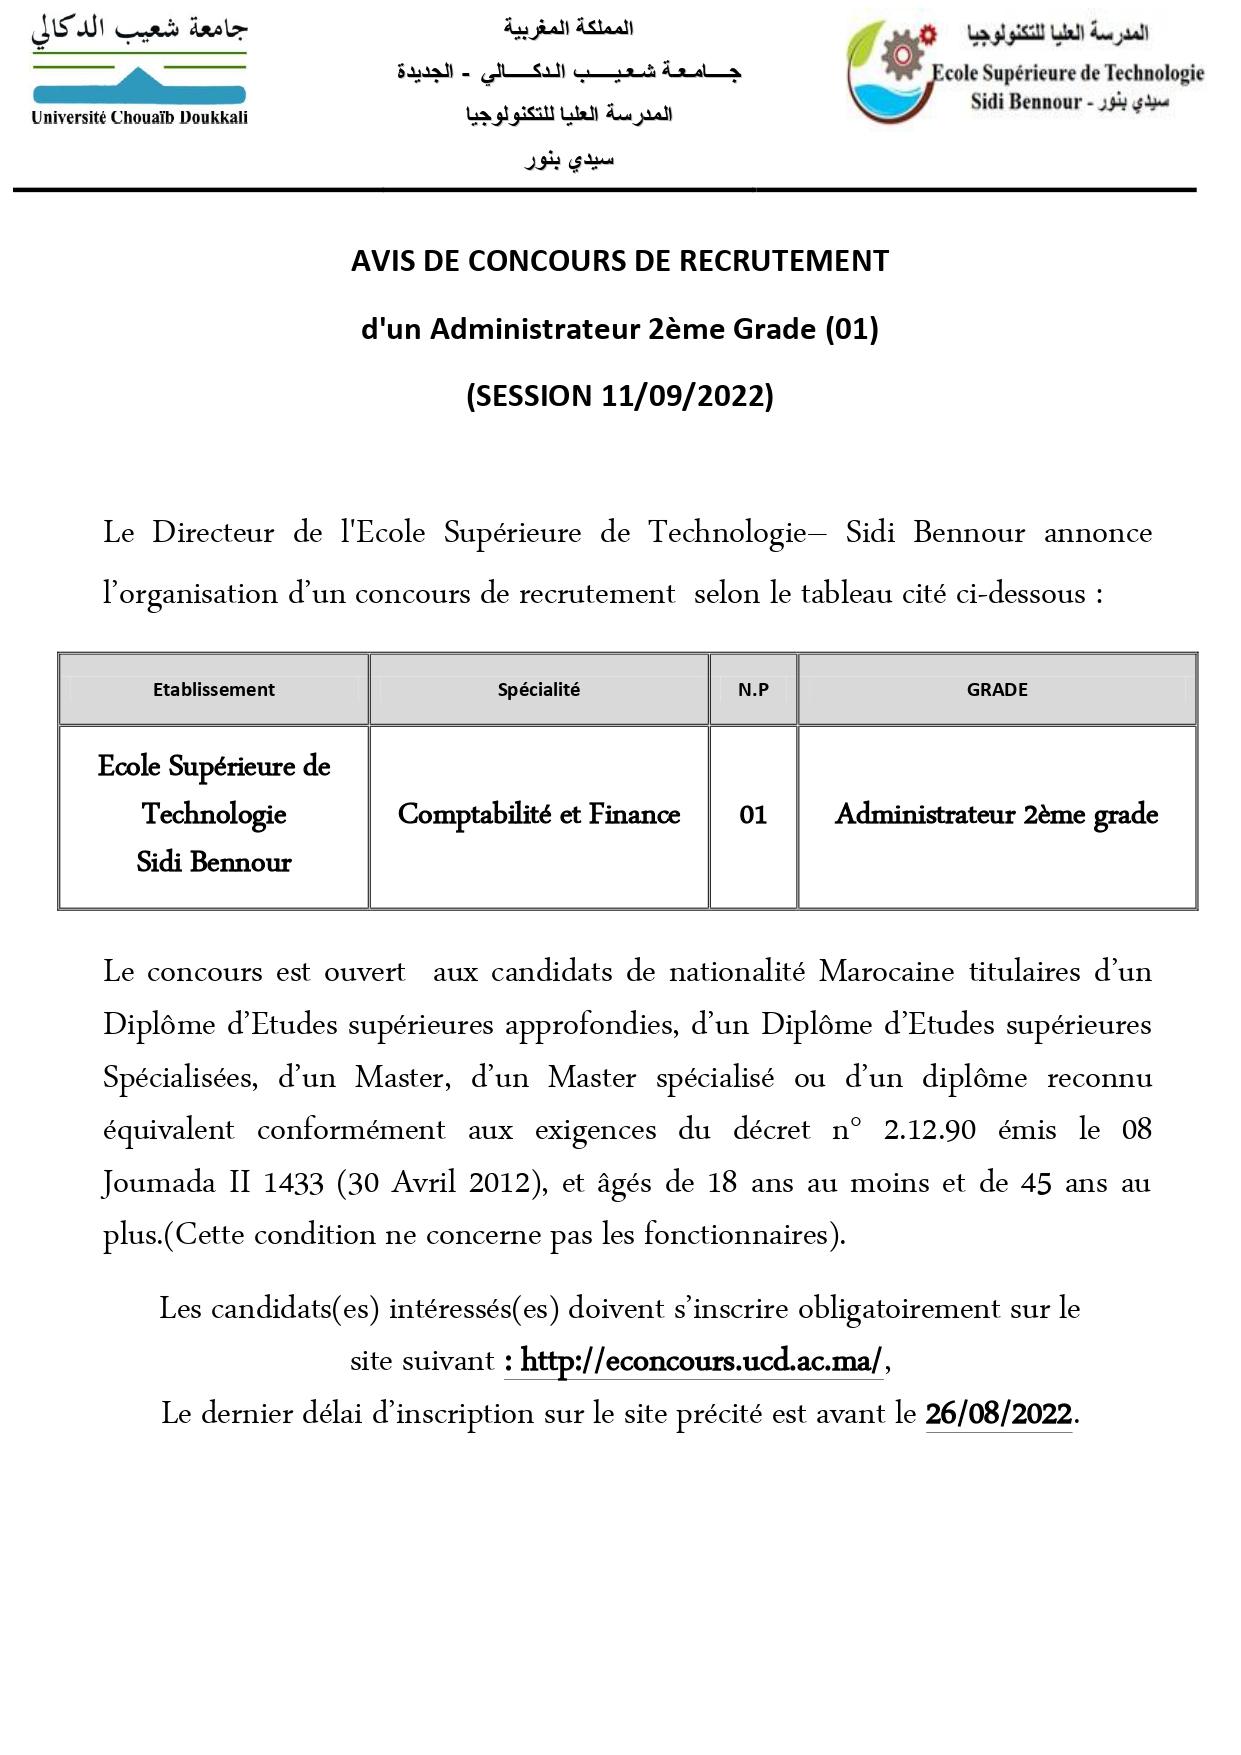 جامعة شعيب الدكالي
Université Chouaïb Doukkali
المملكة المغربية
جـــامـعـة شـعـيـــــب الـدكـــــالي - الجديدة
المدرسة العليا للتكنولوجيا
سيدي بنور
المدرسة العليا للتكنولوجيا
Ecole Supérieure de Technologie
Sidi Bennour - سيدي بنور
AVIS DE CONCOURS DE RECRUTEMENT
d'un Administrateur 2ème Grade (01)
(SESSION 11/09/2022)
Le Directeur de l'Ecole Supérieure de Technologie– Sidi Bennour annonce
l’organisation d’un concours de recrutement selon le tableau cité ci-dessous :
Etablissement Spécialité N.P GRADE
Ecole Supérieure de
Technologie
Sidi Bennour
Comptabilité et Finance
01
Administrateur 2ème grade
Le concours est ouvert aux candidats de nationalité Marocaine titulaires d’un
Diplôme d’Etudes supérieures approfondies, d’un Diplôme d’Etudes supérieures
Spécialisées, d’un Master, d’un Master spécialisé ou d’un diplôme reconnu
équivalent conformément aux exigences du décret n° 2.12.90 émis le 08
Joumada II 1433 (30 Avril 2012), et âgés de 18 ans au moins et de 45 ans au
plus.(Cette condition ne concerne pas les fonctionnaires).
Les candidats(es) intéressés(es) doivent s’inscrire obligatoirement sur le
site suivant : http://econcours.ucd.ac.ma/,
Le dernier délai d’inscription sur le site précité est avant le 26/08/2022.